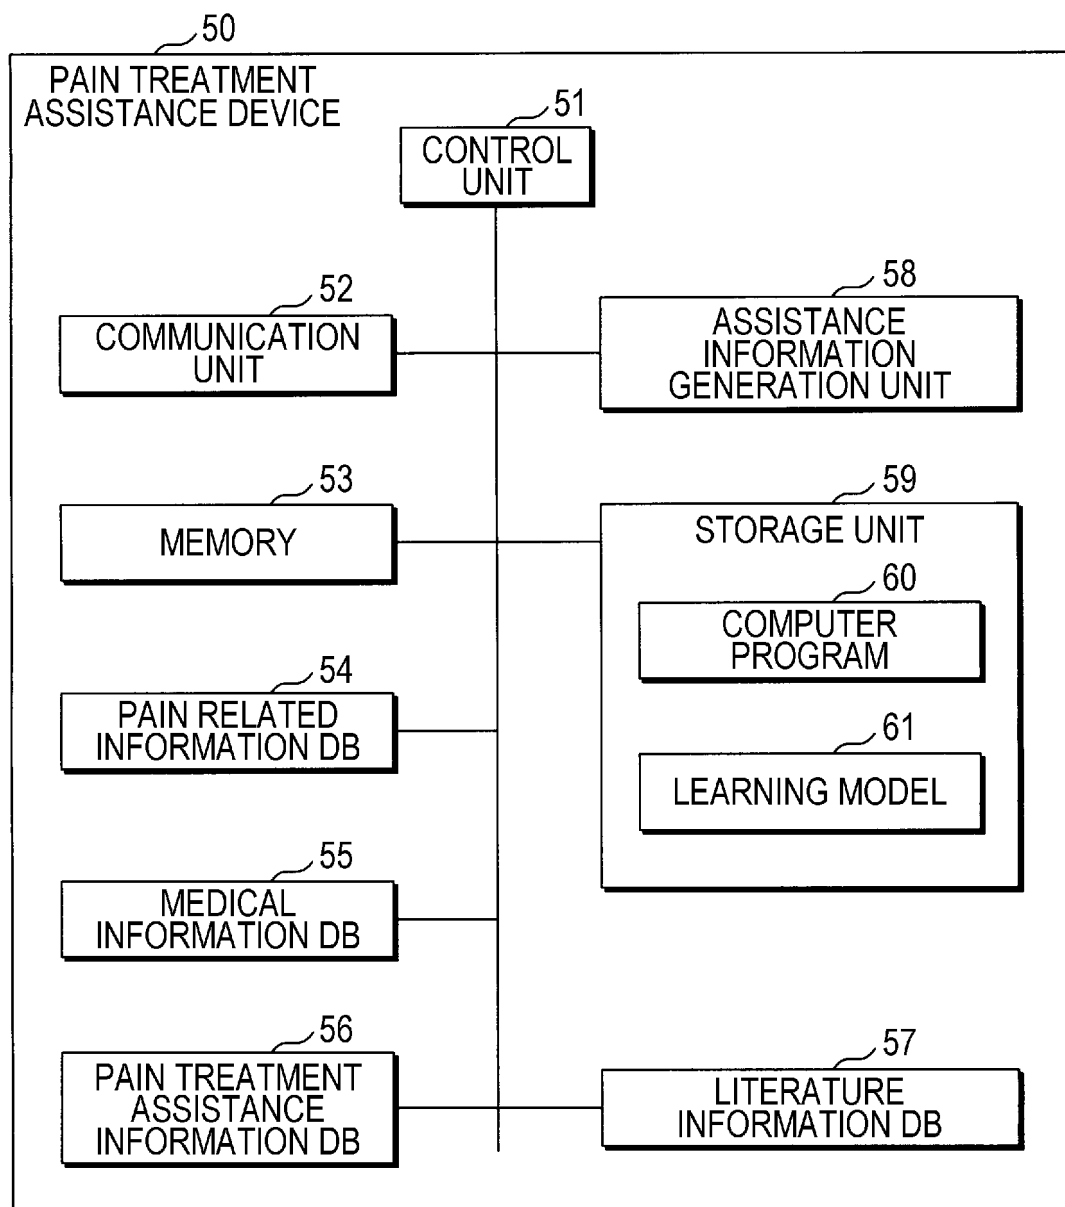 50
PAIN TREATMENT
ASSISTANCE DEVICE
51
CONTROL
UNIT
52
COMMUNICATION
UNIT
58
ASSISTANCE
INFORMATION
GENERATION UNIT
53
MEMORY
59
STORAGE UNIT
60
COMPUTER
PROGRAM
54
PAIN RELATED
INFORMATION DB
61
LEARNING MODEL
55
MEDICAL
INFORMATION DB
56
PAIN TREATMENT
ASSISTANCE
INFORMATION DB
57
LITERATURE
INFORMATION DB